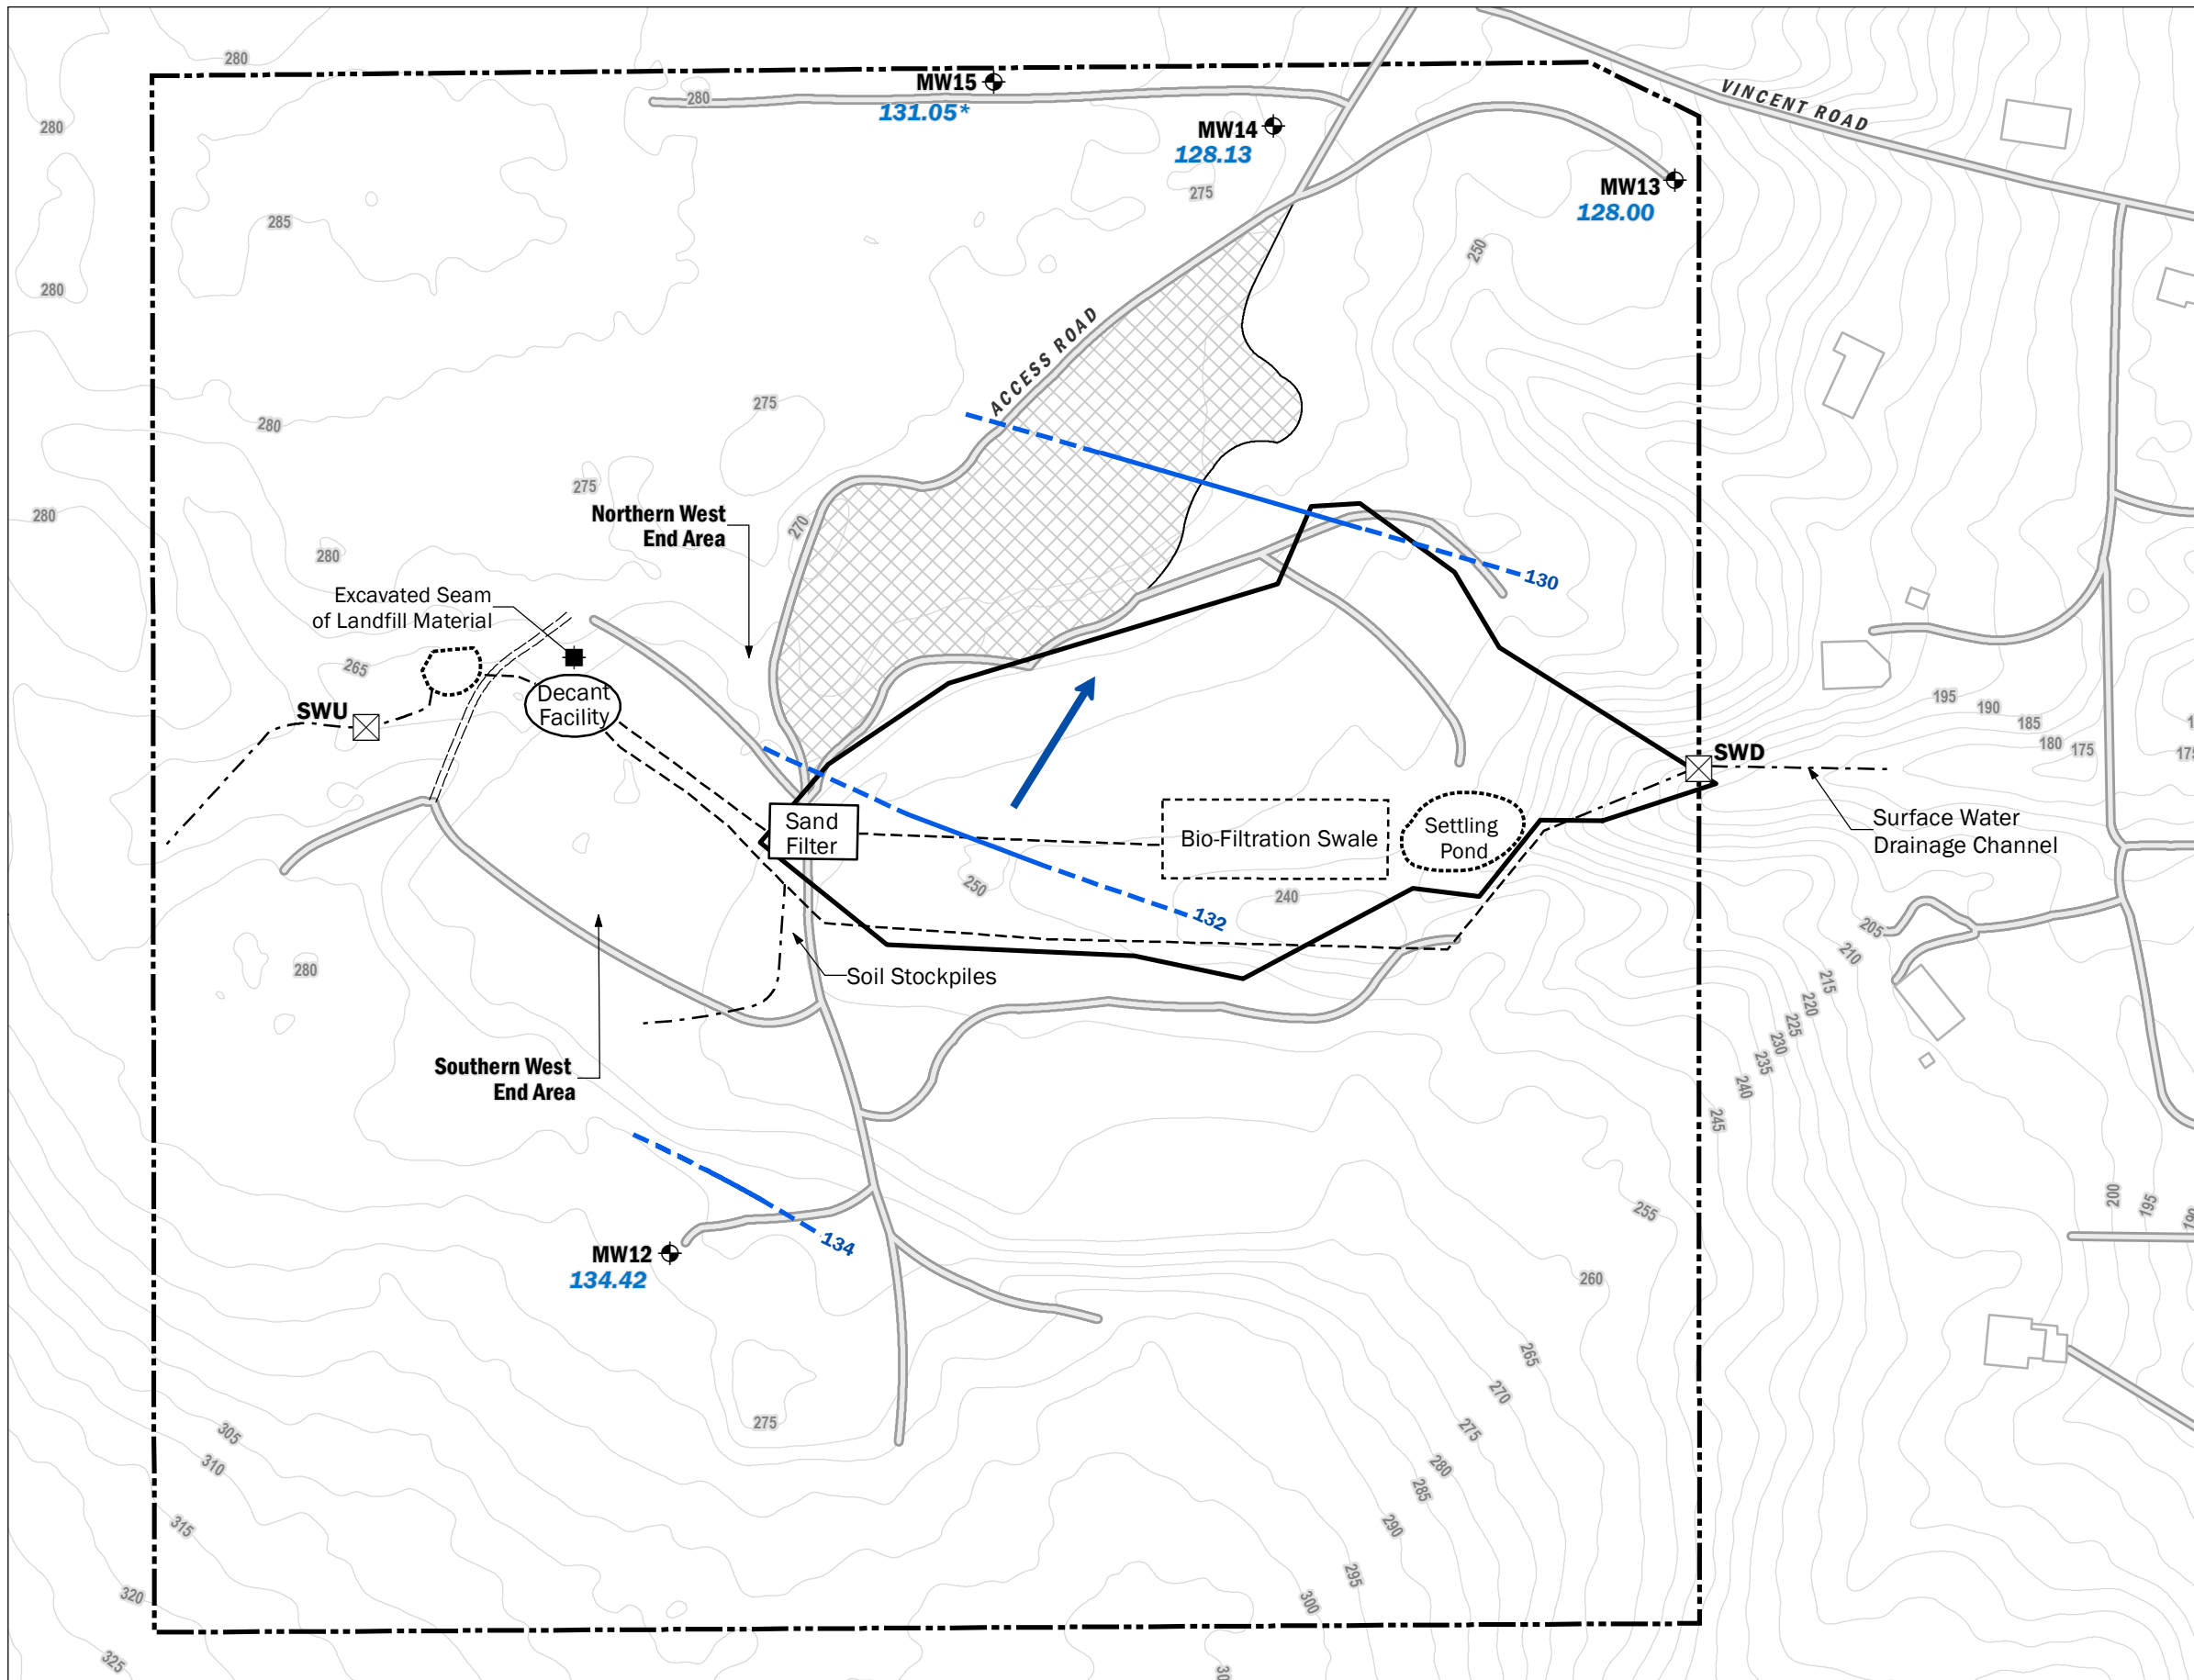 280
VINCENT ROAD
MW15
280
131.05*
280
MW14
128.13
275
MW13
128.00
285
250
280
ACCESS ROAD
275
280
275
Northern West
End Area
270
280
280
130
Excavated Seam
of Landfill Material
265
Decant
Facility
SWU
195
190
185
180
175
SWD
Sand
Filter
Bio-Filtration Swale
Settling
Pond
Surface Water
Drainage Channel
250
240
132
205
210
280
Soil Stockpiles
215
220
225
230
235
240
245
Southern West
End Area
134
MW12
134.42
255
200
195
260
265
270
275
275
280
285
290
295
300
305
310
315
320
325